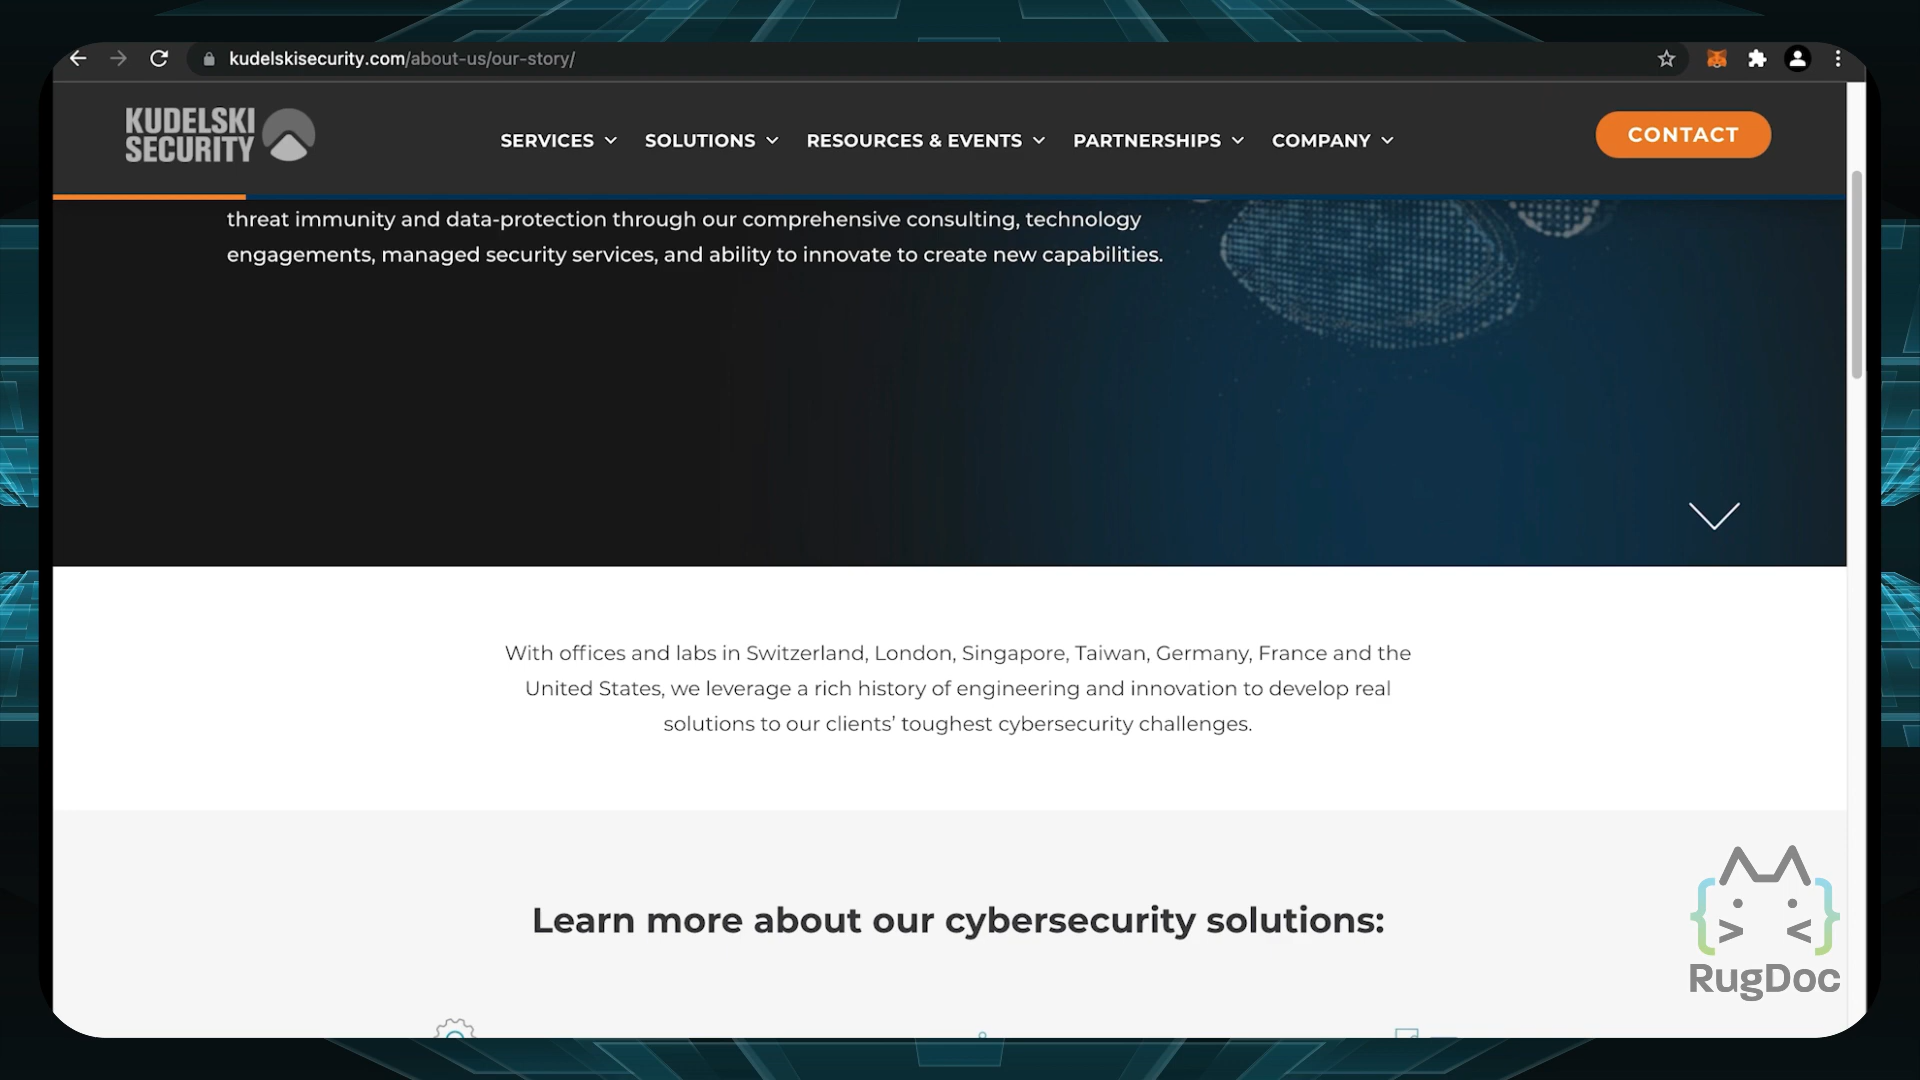 kudelskisecurity.com/about-us/our-story/
KUDELSKI
SECURITY
SERVICES
SOLUTIONS
RESOURCES & EVENTS
PARTNERSHIPS
COMPANY
CONTACT
threat immunity and data-protection through our comprehensive consulting, technology
engagements, managed security services, and ability to innovate to create new capabilities.
With offices and labs in Switzerland, London, Singapore, Taiwan, Germany, France and the
United States, we leverage a rich history of engineering and innovation to develop real
solutions to our clients’ toughest cybersecurity challenges.
Learn more about our cybersecurity solutions:
RugDoc